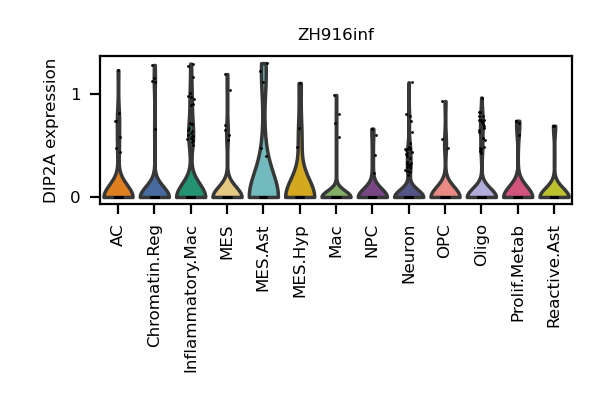 ZH916inf
DIP2A expression
1
0
AC
Chromatin.Reg
Inflammatory.Mac
MES
MES.Ast
MES.Hyp
Mac
NPC
Neuron
OPC
Oligo
Prolif.Metab
Reactive.Ast